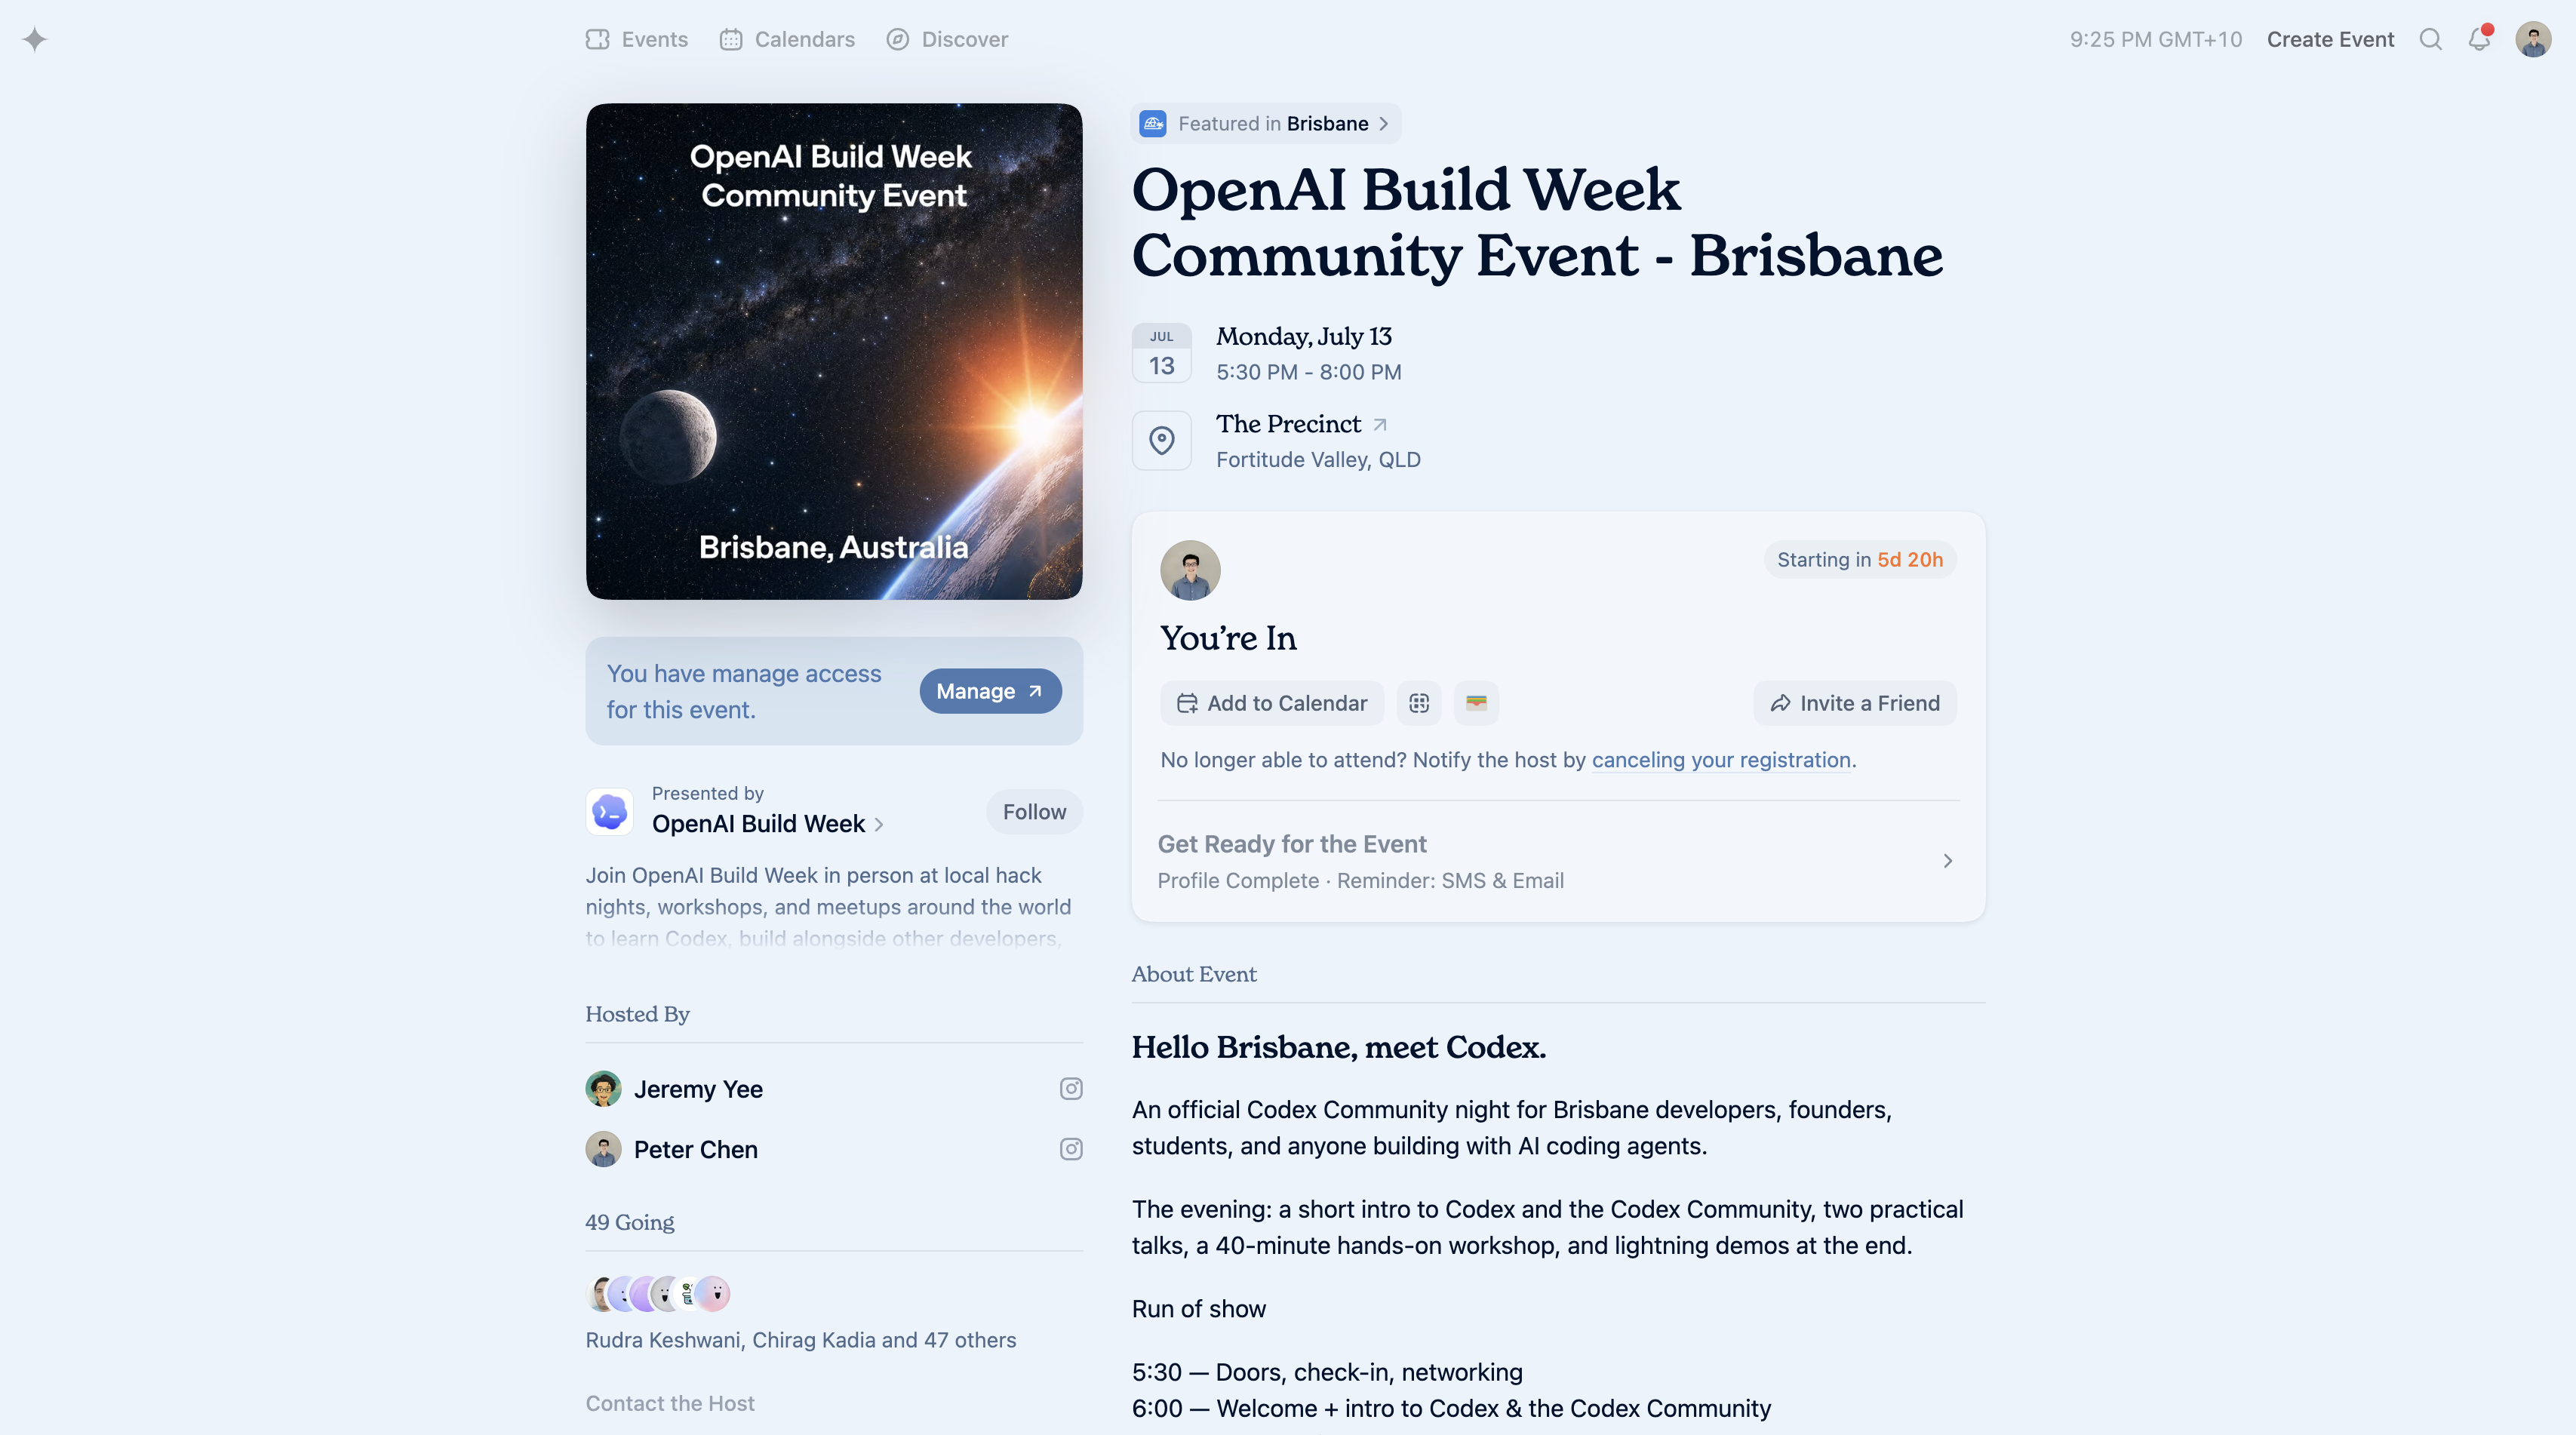 Events
Calendars
Discover
9:25 PM GMT+10
Create Event
OpenAI Build Week
Community Event
Brisbane, Australia
You have manage access
for this event.
Manage
Presented by
OpenAI Build Week
Follow
Join OpenAI Build Week in person at local hack
nights, workshops, and meetups around the world
to learn Codex, build alongside other developers,
Hosted By
Jeremy Yee
Peter Chen
49 Going
Rudra Keshwani, Chirag Kadia and 47 others
Contact the Host
Featured in Brisbane
OpenAI Build Week
Community Event - Brisbane
JUL
13
Monday, July 13
5:30 PM - 8:00 PM
The Precinct
Fortitude Valley, QLD
Starting in 5d 20h
You’re In
Add to Calendar
Invite a Friend
No longer able to attend? Notify the host by canceling your registration.
Get Ready for the Event
Profile Complete · Reminder: SMS & Email
About Event
Hello Brisbane, meet Codex.
An official Codex Community night for Brisbane developers, founders,
students, and anyone building with AI coding agents.
The evening: a short intro to Codex and the Codex Community, two practical
talks, a 40-minute hands-on workshop, and lightning demos at the end.
Run of show
5:30 — Doors, check-in, networking
6:00 — Welcome + intro to Codex & the Codex Community